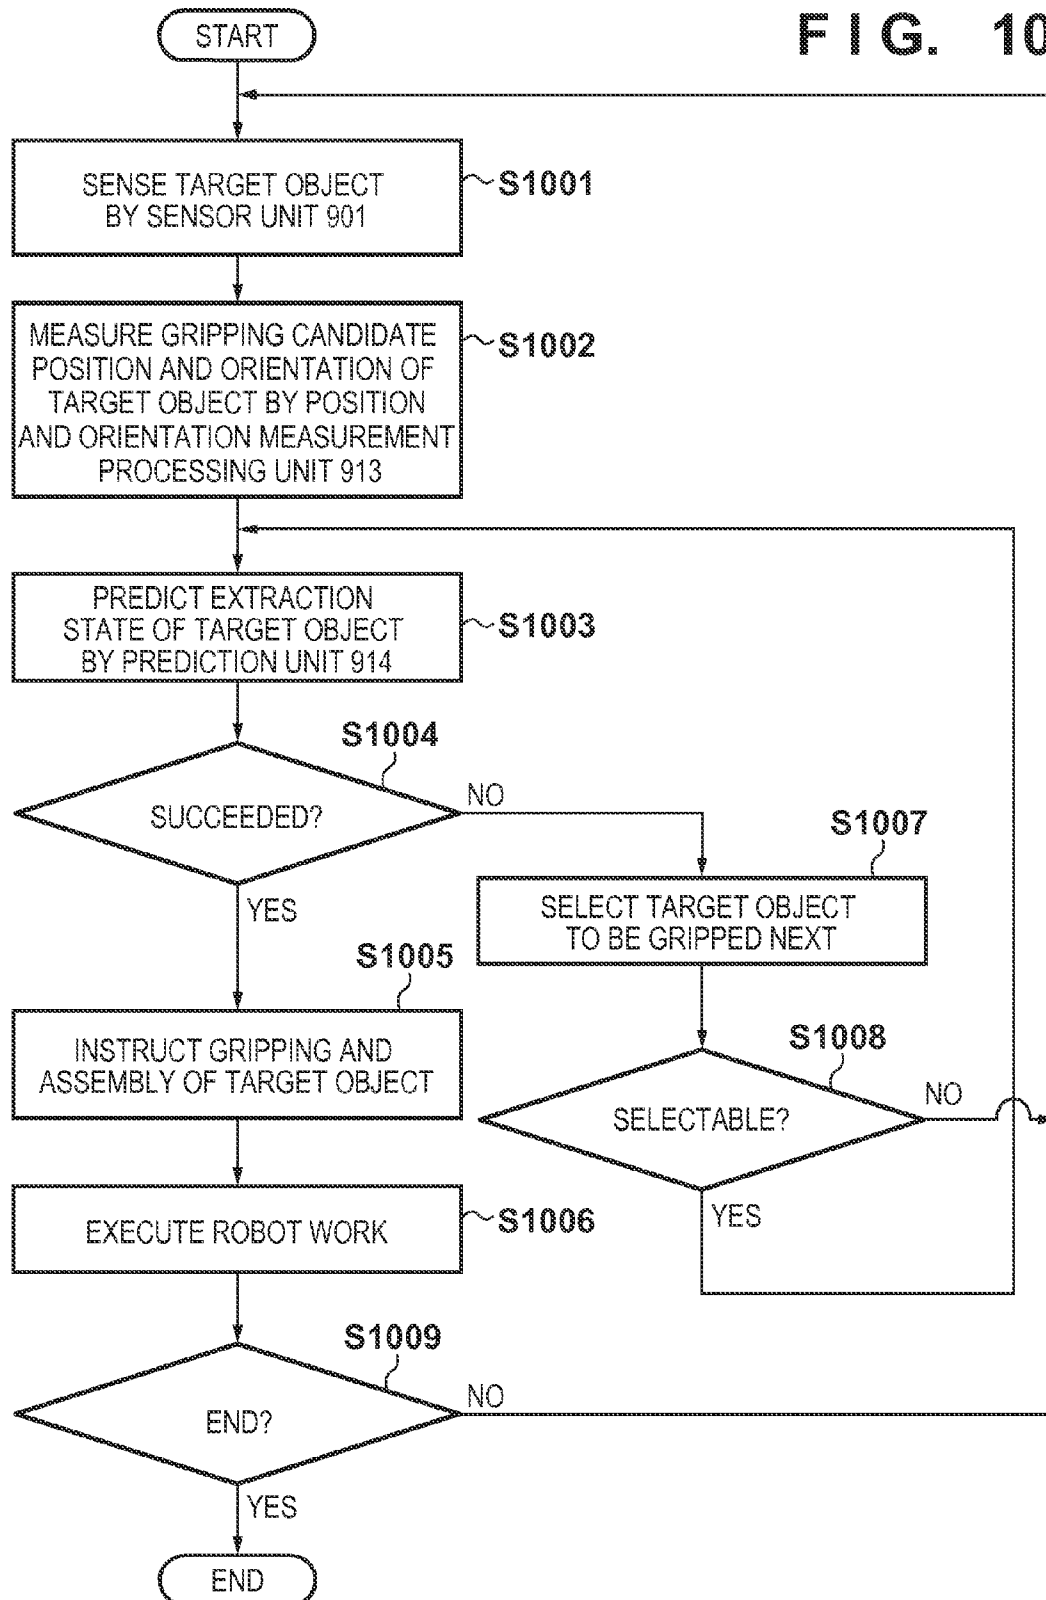 START
F I G. 10
SENSE TARGET OBJECT
BY SENSOR UNIT 901
S1001
MEASURE GRIPPING CANDIDATE
POSITION AND ORIENTATION OF
TARGET OBJECT BY POSITION
AND ORIENTATION MEASUREMENT
PROCESSING UNIT 913
S1002
PREDICT EXTRACTION
STATE OF TARGET OBJECT
BY PREDICTION UNIT 914
S1003
S1004
SUCCEEDED?
NO
YES
S1007
SELECT TARGET OBJECT
TO BE GRIPPED NEXT
S1005
INSTRUCT GRIPPING AND
ASSEMBLY OF TARGET OBJECT
S1008
SELECTABLE?
NO
YES
EXECUTE ROBOT WORK
S1006
S1009
END?
NO
YES
END